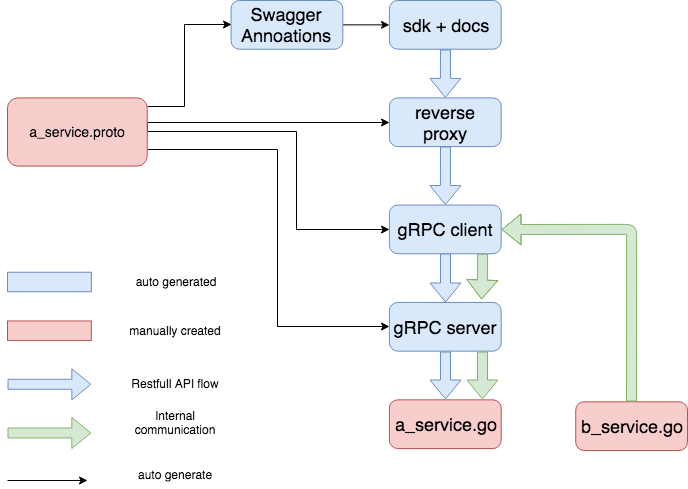 Swagger
Annoations
sdk + docs
a_service.proto
reverse
proxy
gRPC client
gRPC server
a_service.go
b_service.go
auto generated
manually created
Restfull API flow
Internal
communication
auto generate